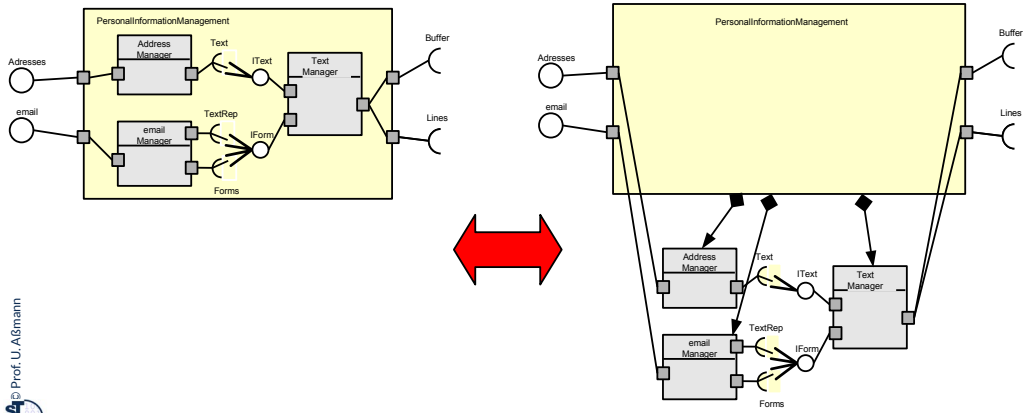 PersonalInformationManagement
Address
Manager
Text
IText
Text
Manager
Buffer
Adresses
email
TextRep
email
Manager
IForm
Forms
Lines
PersonalInformationManagement
Buffer
Adresses
email
Lines
Address
Manager
Text
IText
Text
Manager
TextRep
email
Manager
IForm
Forms
© Prof. U. Aßmann
ST